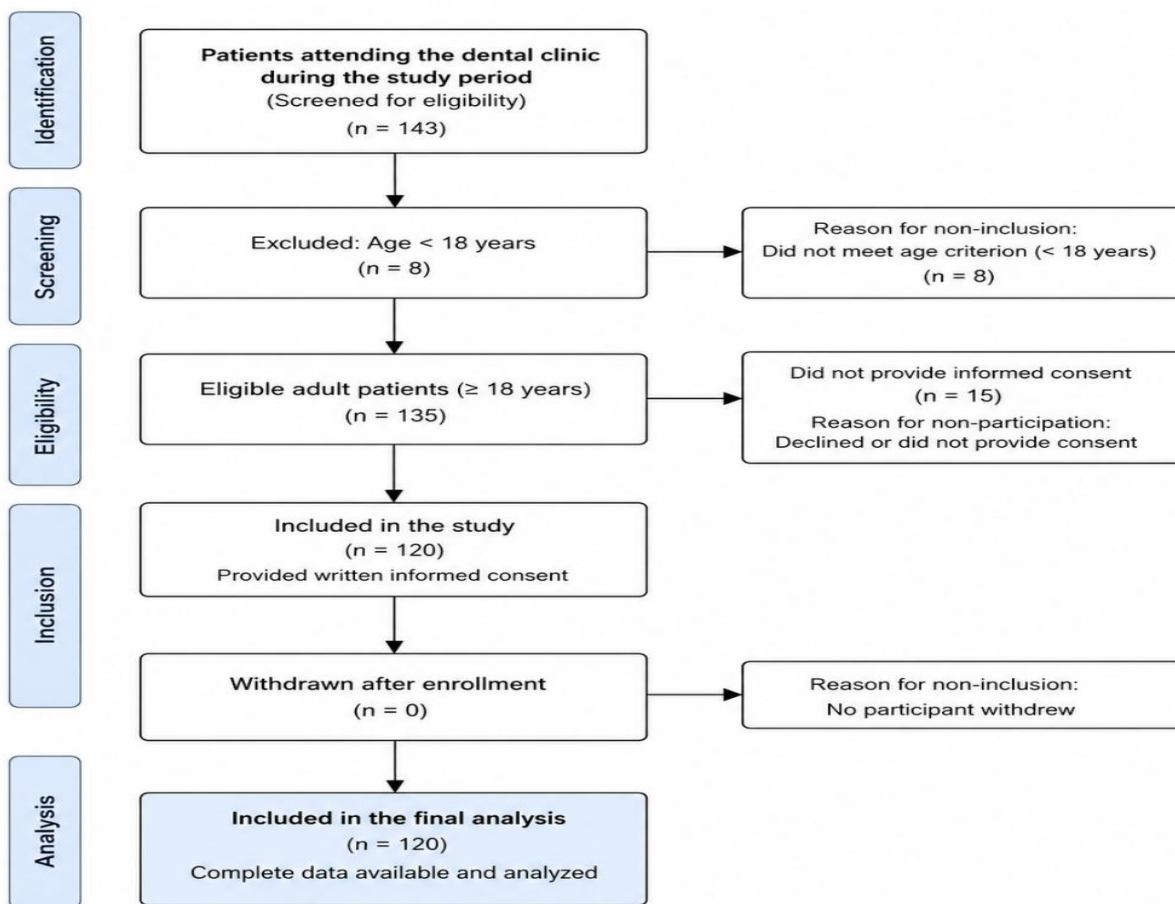 Identification
Patients attending the dental clinic
during the study period
(Screened for eligibility)
(n = 143)
Screening
Excluded: Age < 18 years
(n = 8)
Reason for non-inclusion:
Did not meet age criterion (< 18 years)
(n = 8)
Eligibility
Eligible adult patients (≥ 18 years)
(n = 135)
Did not provide informed consent
(n = 15)
Reason for non-participation:
Declined or did not provide consent
Inclusion
Included in the study
(n = 120)
Provided written informed consent
Withdrawn after enrollment
(n = 0)
Reason for non-inclusion:
No participant withdrew
Analysis
Included in the final analysis
(n = 120)
Complete data available and analyzed